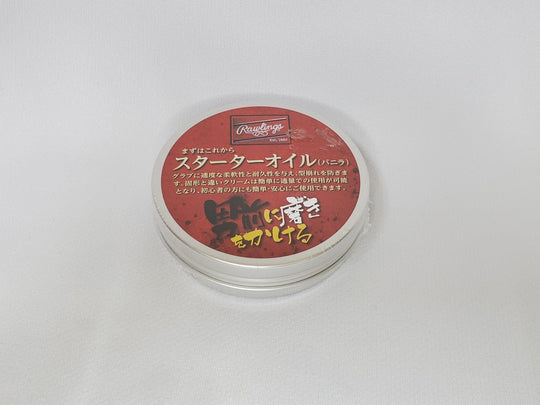 Rawlings
Est. 1887
まずはこれから
スターターオイル(バニラ)
グラブに適度な柔軟性と耐久性を与え、型崩れを防ぎま
す。固形と違いクリームは簡単に適量での使用が可能
となり、初心者の方にも簡単・安心にご使用できます。
男前に磨き
をかける